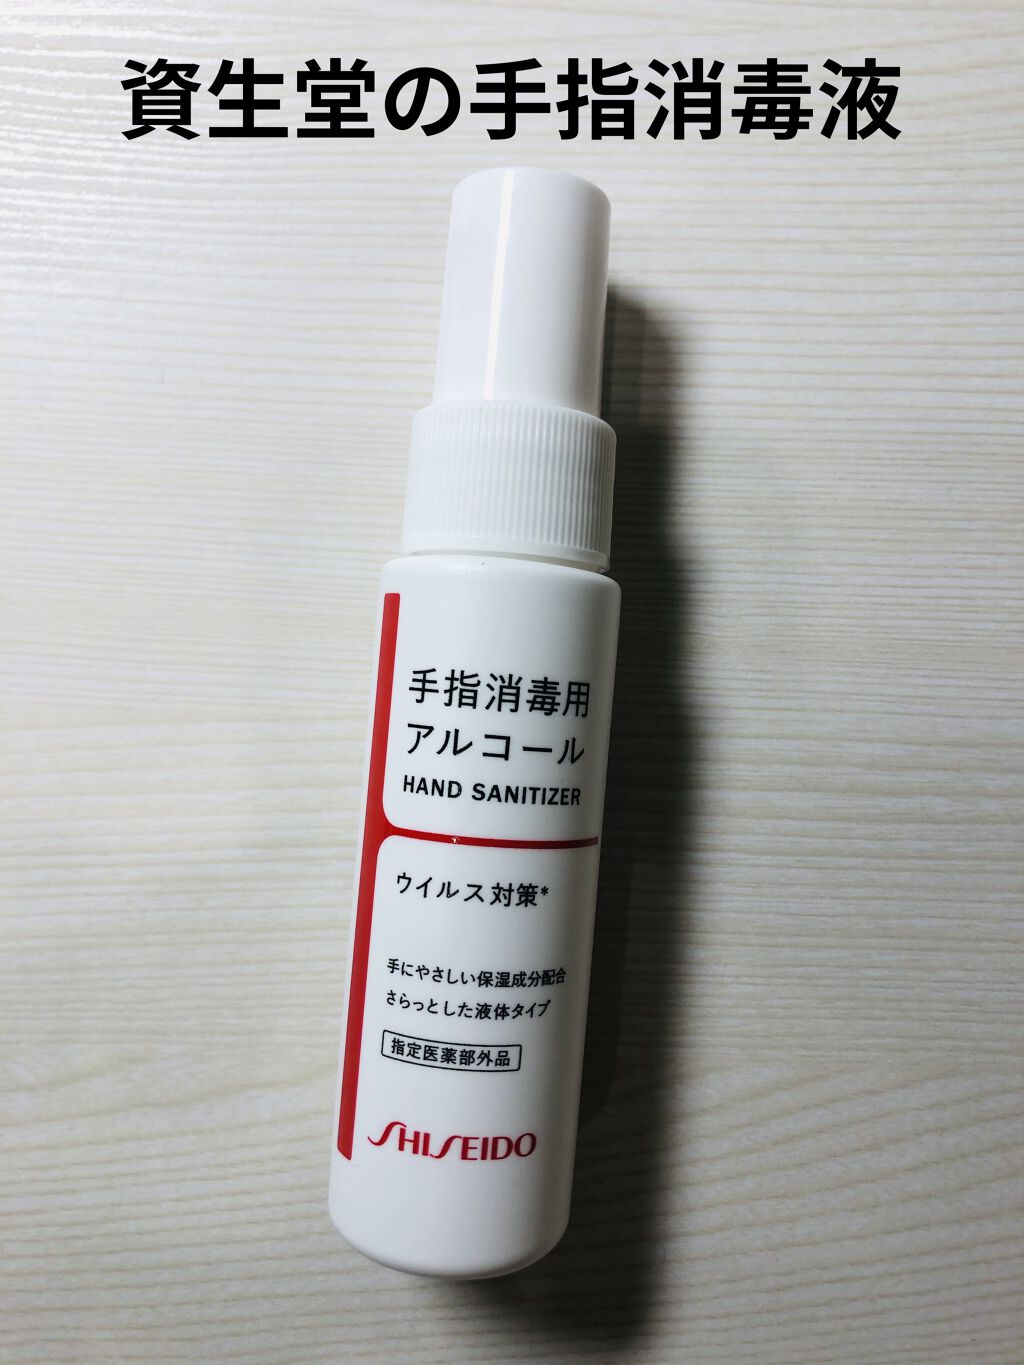 資生堂の手指消毒液
手指消毒用
アルコール
HAND SANITIZER
ウイルス対策*
手にやさしい保湿成分配合
さらっとした液体タイプ
指定医薬部外品
SHISEIDO